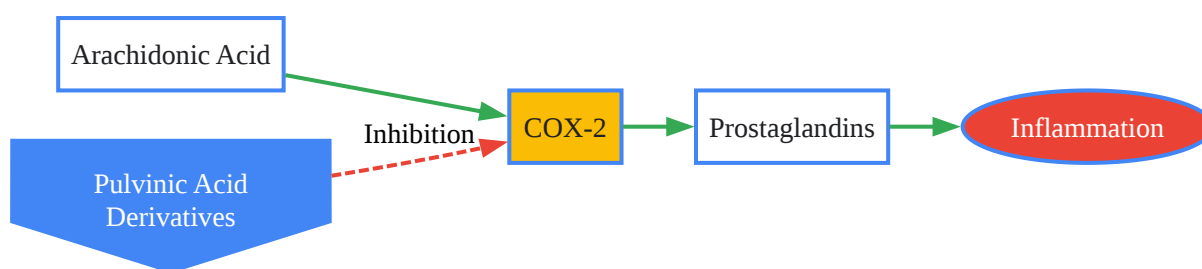 Arachidonic Acid
Inhibition
COX-2
Prostaglandins
Inflammation
Pulvinic Acid
Derivatives